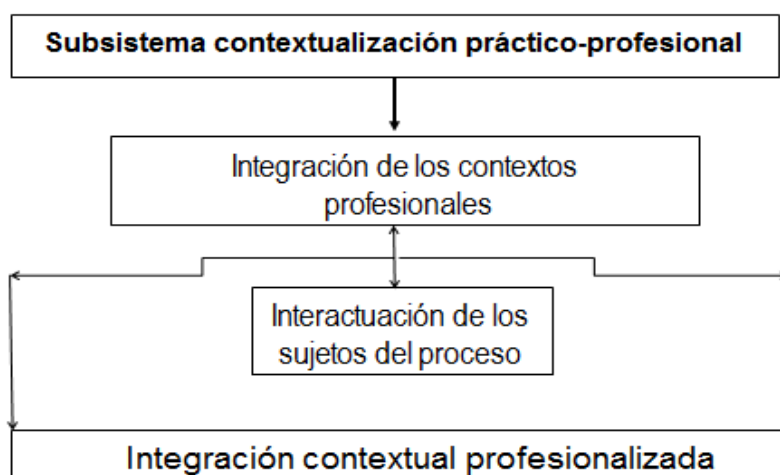 Subsistema contextualización práctico-profesional
Integración de los contextos
profesionales
Interactuación de los
sujetos del proceso
Integración contextual profesionalizada